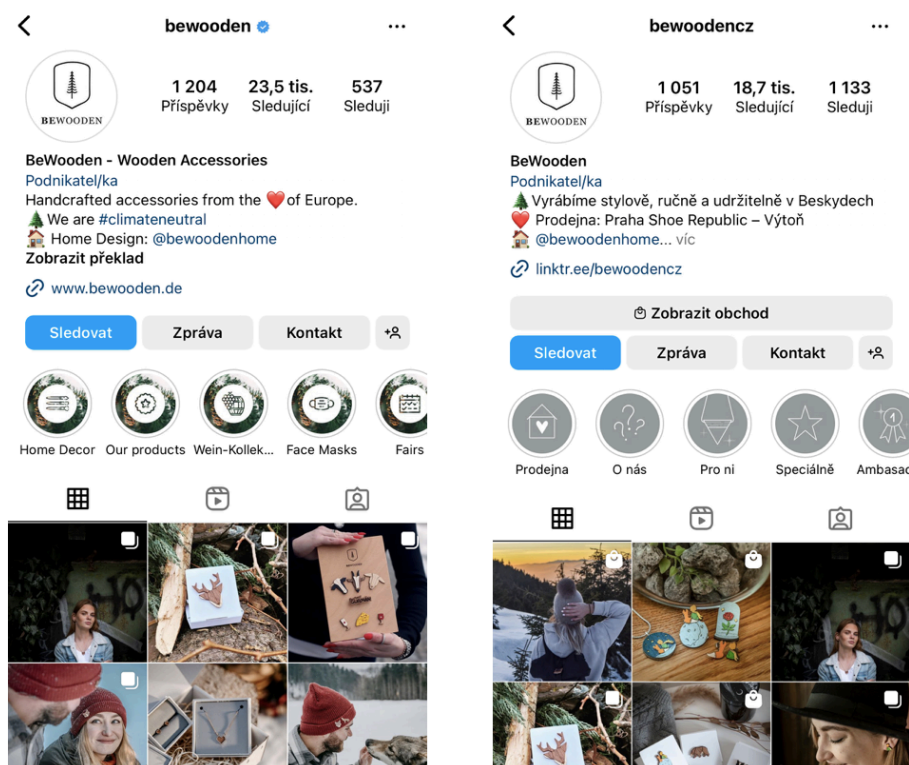 bewooden
BEWOODEN
1 204 23,5 tis. 537
Příspěvky Sledující Sleduji
BeWooden - Wooden Accessories
Podnikatel/ka
Handcrafted accessories from the ❤️ of Europe.
🌲We are #climateneutral
🏠 Home Design: @bewoodenhome
Zobrazit překlad
www.bewooden.de
Sledovat Zpráva Kontakt
Home Decor Our products Wein-Kollek... Face Masks Fairs
bewoodencz
BEWOODEN
1 051 18,7 tis. 1 133
Příspěvky Sledující Sleduji
BeWooden
Podnikatel/ka
🌲Vyrábíme stylově, ručně a udržitelně v Beskydech
❤️ Prodejna: Praha Shoe Republic – Výtoň
🏠 @bewoodenhome... víc
linktr.ee/bewoodencz
Zobrazit obchod
Sledovat Zpráva Kontakt
Prodejna O nás Pro ni Speciálně Ambasad